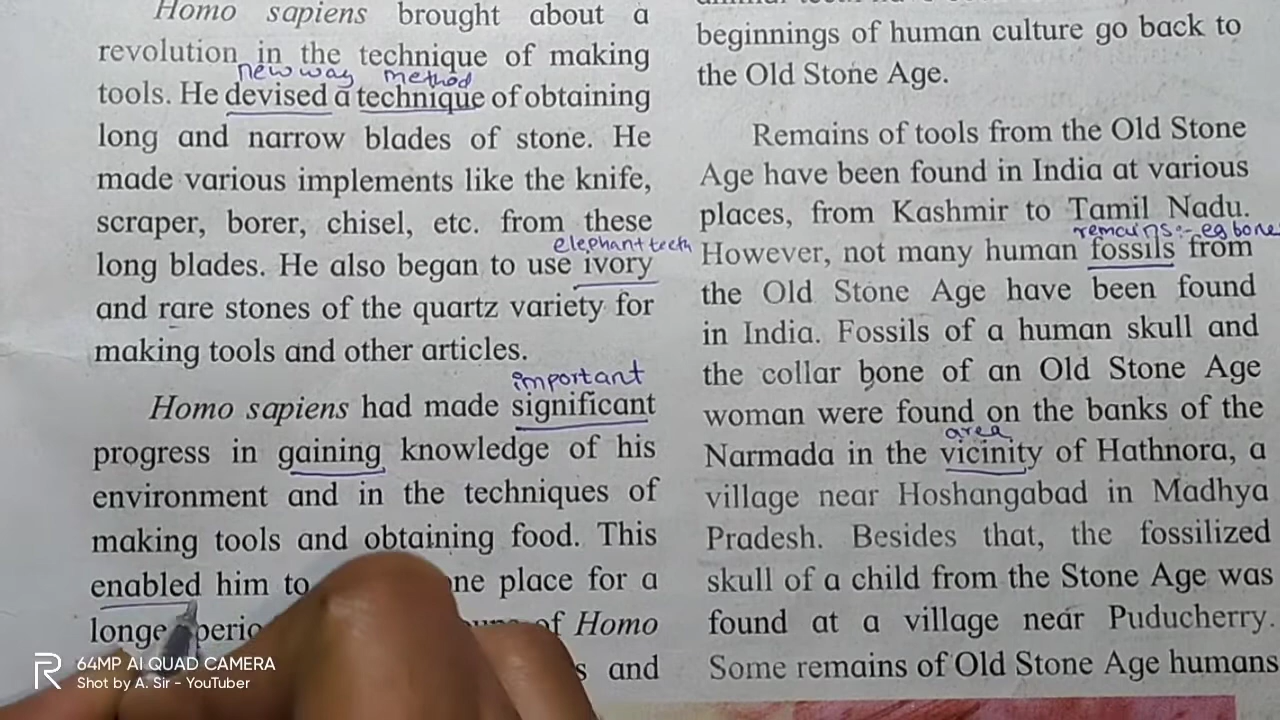 Homo sapiens brought about a
revolution in the technique of making
new way method
tools. He devised a technique of obtaining
long and narrow blades of stone. He
made various implements like the knife,
scraper, borer, chisel, etc. from these
elephant teeth
long blades. He also began to use ivory
and rare stones of the quartz variety for
making tools and other articles.
important
Homo sapiens had made significant
progress in gaining knowledge of his
environment and in the techniques of
making tools and obtaining food. This
enabled him to one place for a
longe perio of Homo
s and
beginnings of human culture go back to
the Old Stone Age.
Remains of tools from the Old Stone
Age have been found in India at various
places, from Kashmir to Tamil Nadu.
remains:- eg bone
However, not many human fossils from
the Old Stone Age have been found
in India. Fossils of a human skull and
the collar bone of an Old Stone Age
woman were found on the banks of the
area
Narmada in the vicinity of Hathnora, a
village near Hoshangabad in Madhya
Pradesh. Besides that, the fossilized
skull of a child from the Stone Age was
found at a village near Puducherry.
Some remains of Old Stone Age humans
64MP AI QUAD CAMERA
Shot by A. Sir - YouTuber